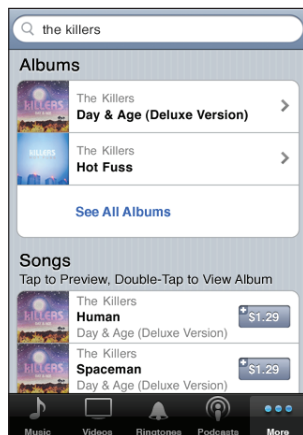 the killers
Albums
The Killers
Day & Age (Deluxe Version)
The Killers
Hot Fuss
See All Albums
Songs
Tap to Preview, Double-Tap to View Album
The Killers
Human
Day & Age (Deluxe Version)
$1.29
The Killers
Spaceman
Day & Age (Deluxe Version)
$1.29
Music Videos Ringtones Podcasts More